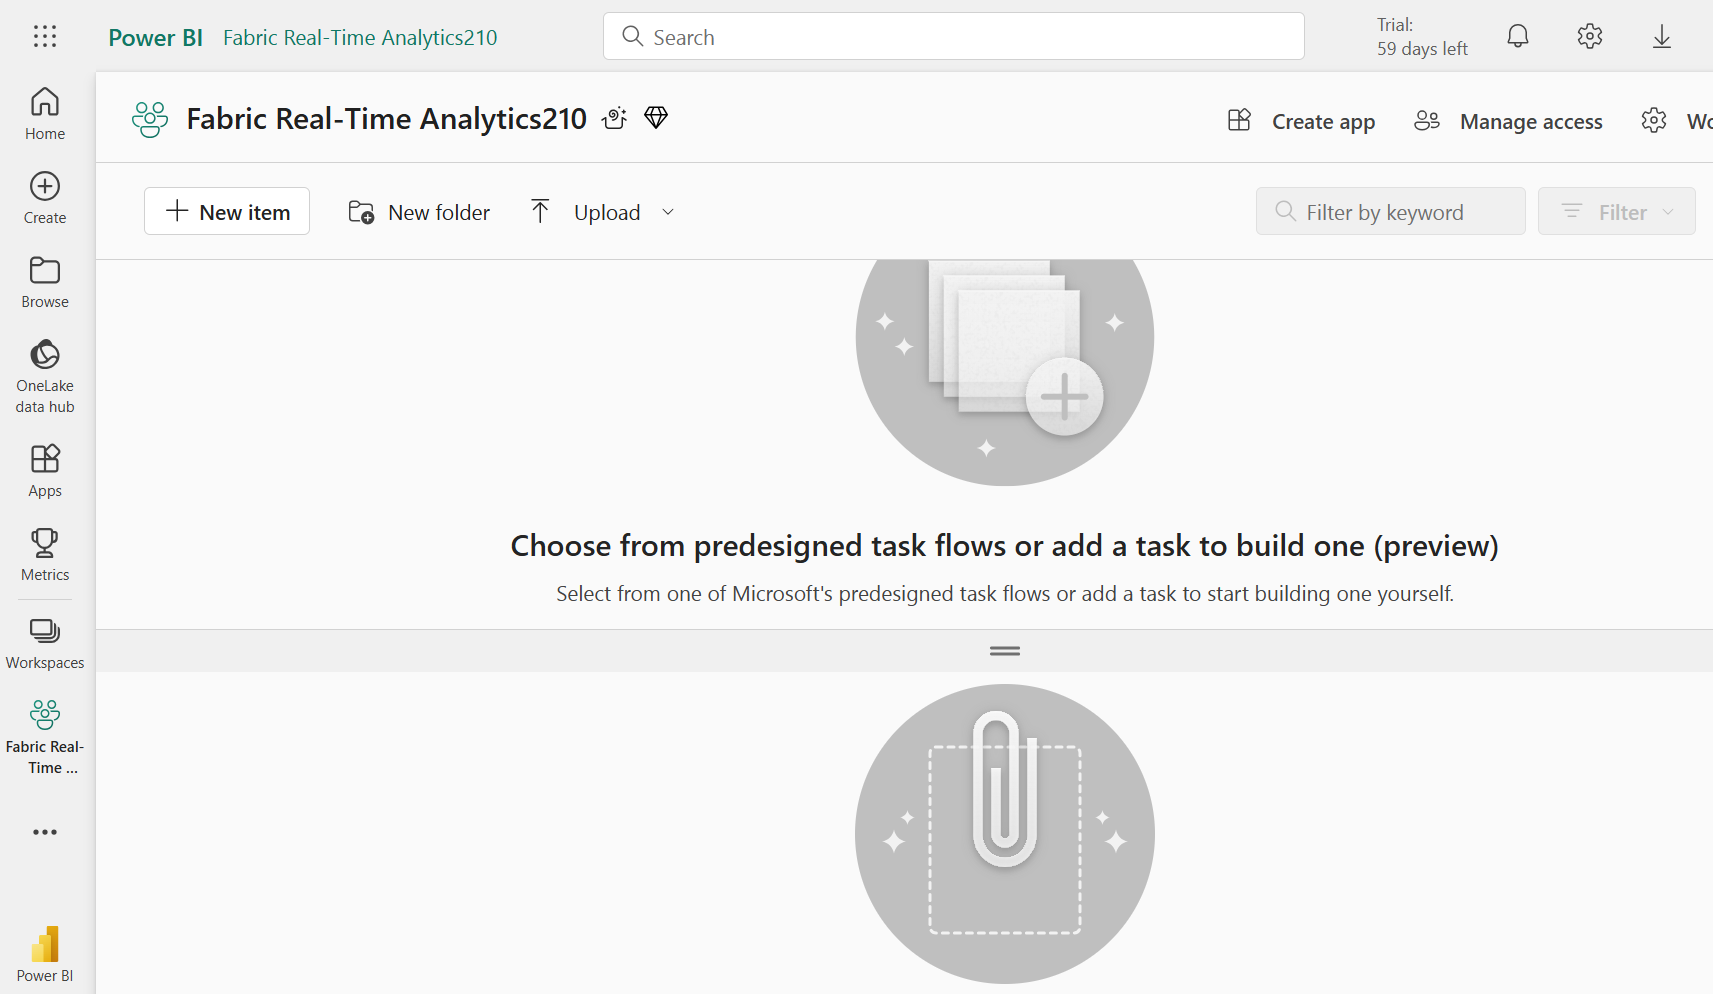 Power BI Fabric Real-Time Analytics210
Search
Trial:
59 days left
Home
Create
Browse
OneLake
data hub
Apps
Metrics
Workspaces
Fabric Real-
Time ...
Power BI
Fabric Real-Time Analytics210
Create app
Manage access
Wo
New item
New folder
Upload
Filter by keyword
Filter
Choose from predesigned task flows or add a task to build one (preview)
Select from one of Microsoft's predesigned task flows or add a task to start building one yourself.